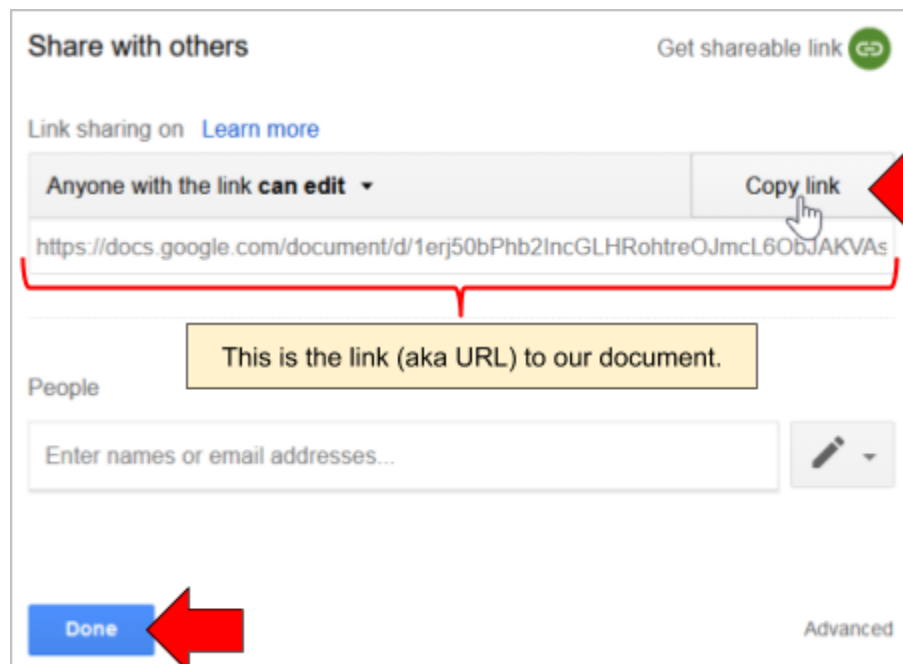 Share with others
Get shareable link
Link sharing on Learn more
Anyone with the link can edit
Copy link
https://docs.google.com/document/d/1erj50bPhb2IncGLHRohtreOJmcL6ObJAKVAs
This is the link (aka URL) to our document.
People
Enter names or email addresses...
Done
Advanced